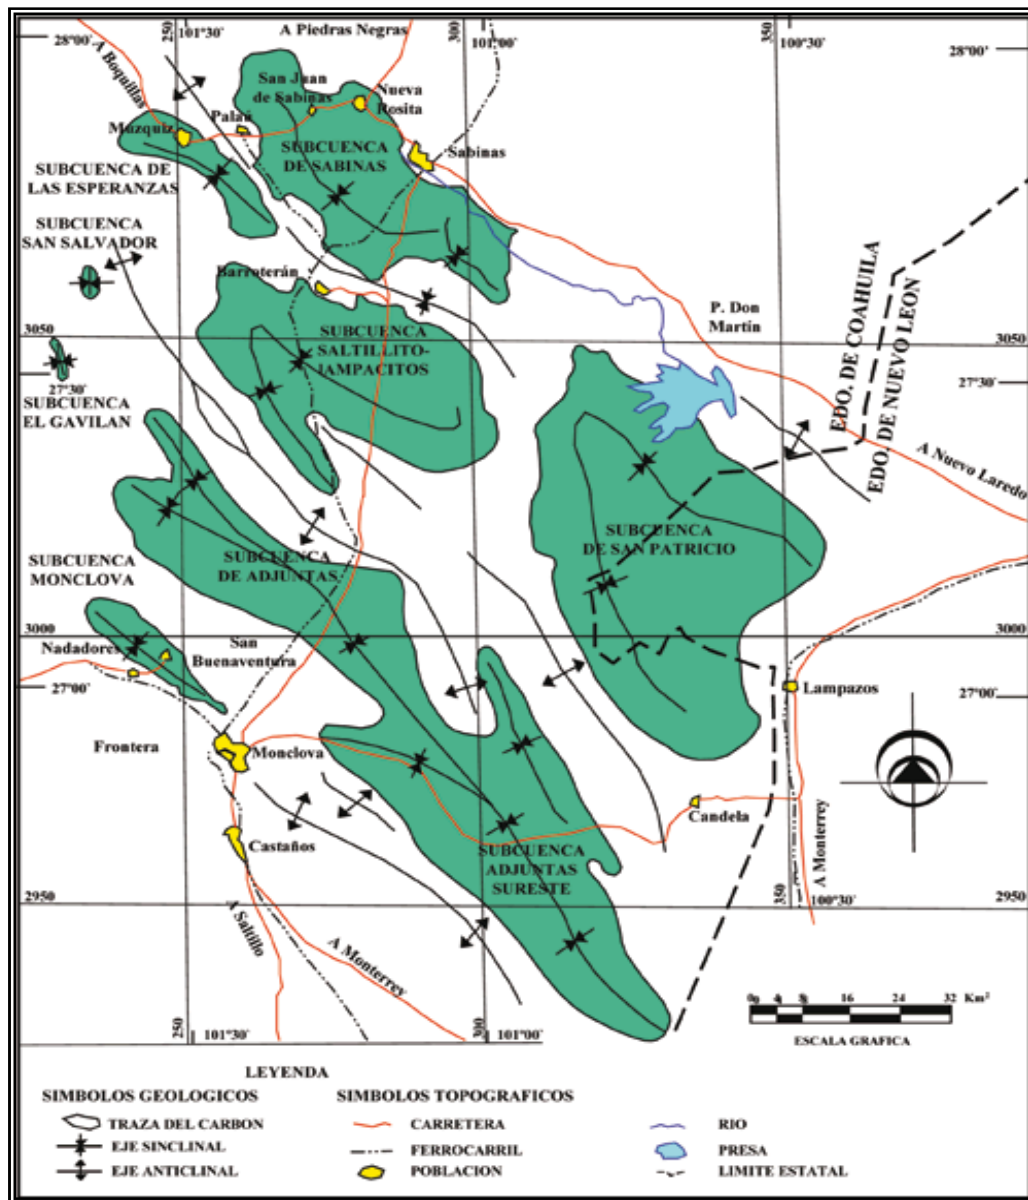 250
101°30'
A Piedras Negras
300
101°00'
350
100°30'
28°00'
28°00'
A Boquillas
San Juan
de Sabinas
Nueva
Rosita
Palaú
Muzquiz
SUBCUENCA
DE SABINAS
Sabinas
SUBCUENCA DE
LAS ESPERANZAS
SUBCUENCA
SAN SALVADOR
Barroterán
P. Don
Martín
EDO. DE COAHUILA
EDO. DE NUEVO LEON
3050
3050
SUBCUENCA
SALTILLITO-
LAMPACITOS
27°30'
27°30'
SUBCUENCA
EL GAVILAN
A Nuevo Laredo
SUBCUENCA
DE SAN PATRICIO
SUBCUENCA
DE ADJUNTAS
SUBCUENCA
MONCLOVA
3000
3000
Nadadores
San
Buenaventura
27°00'
27°00'
Lampazos
Frontera
Monclova
Candela
Castaños
SUBCUENCA
ADJUNTAS
SURESTE
A Monterrey
2950
350
100°30'
2950
A Saltillo
A Monterrey
0 4 8 16 24 32 Km²
ESCALA GRAFICA
250
101°30'
300
101°00'
LEYENDA
SIMBOLOS GEOLOGICOS
TRAZA DEL CARBON
EJE SINCLINAL
EJE ANTICLINAL
SIMBOLOS TOPOGRAFICOS
CARRETERA
FERROCARRIL
POBLACION
RIO
PRESA
LIMITE ESTATAL